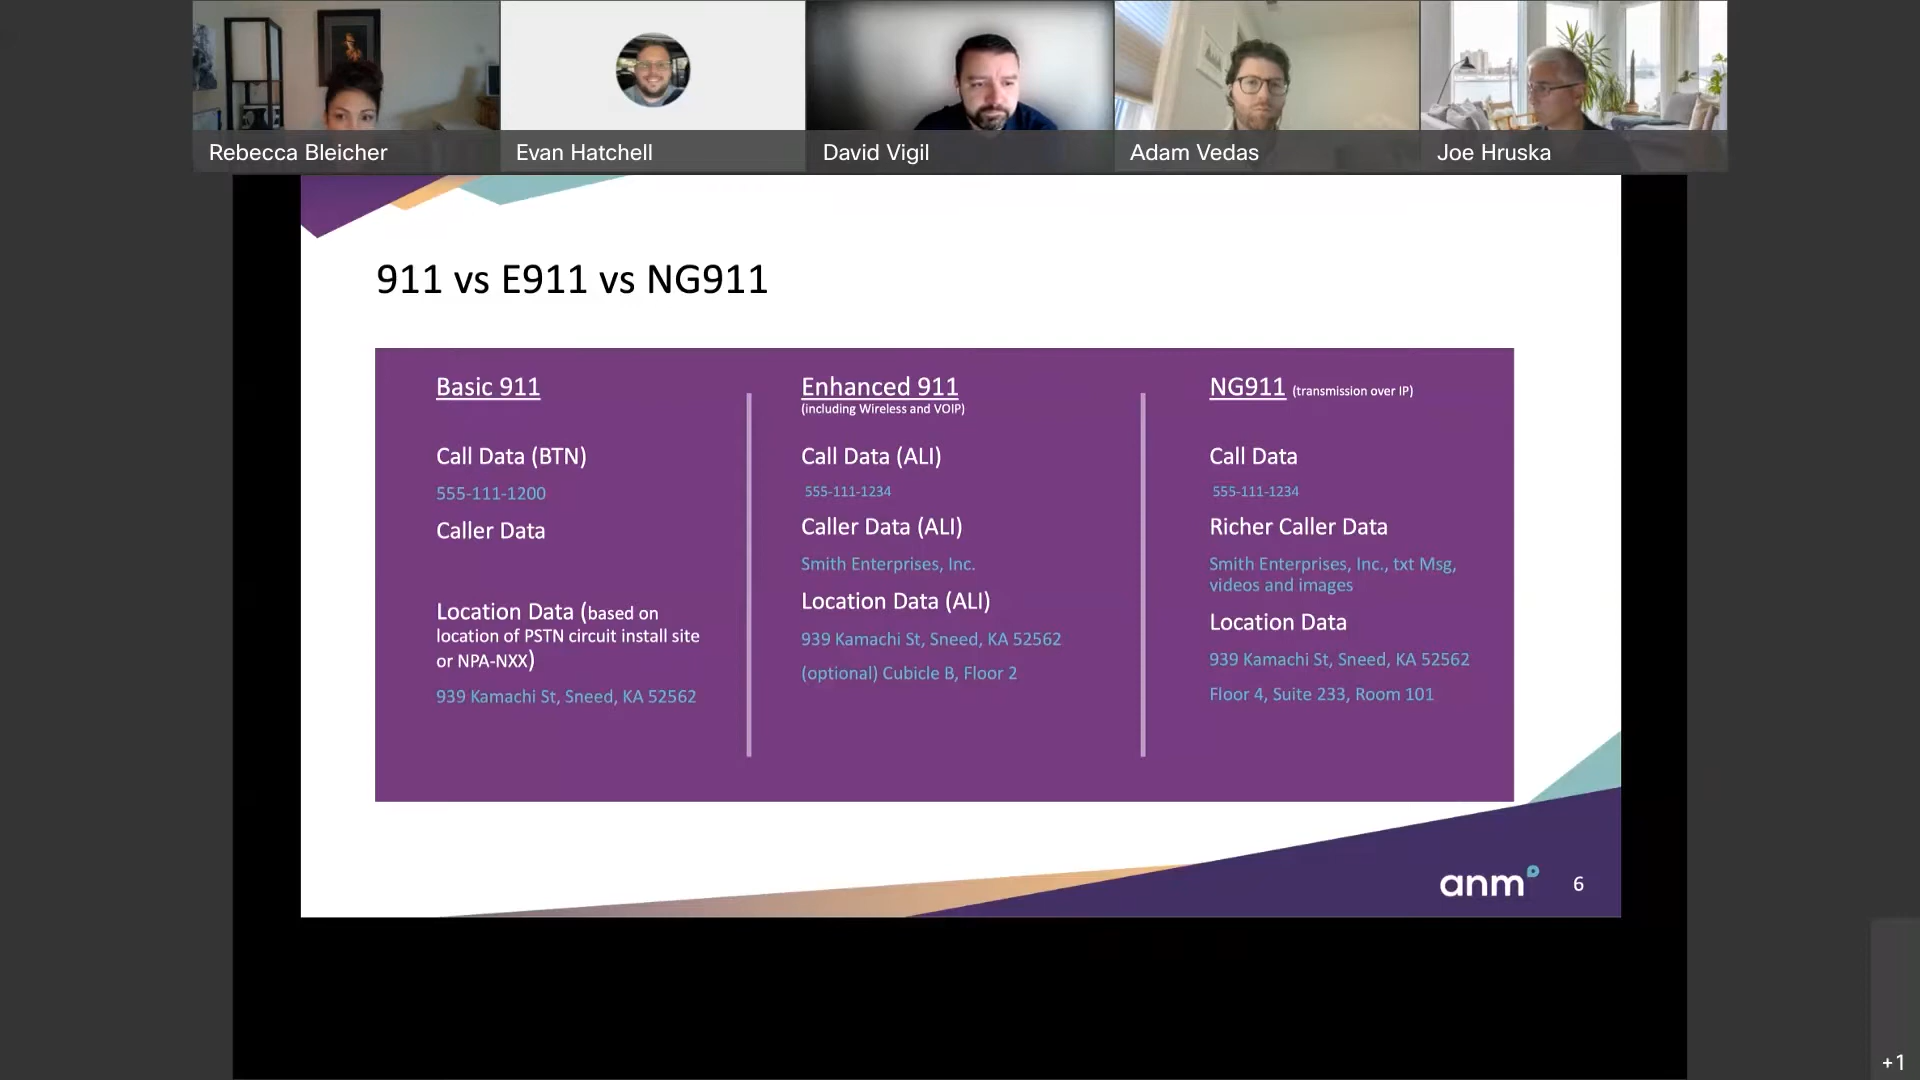 Rebecca Bleicher
Evan Hatchell
David Vigil
Adam Vedas
Joe Hruska
911 vs E911 vs NG911
Basic 911
Call Data (BTN)
555-111-1200
Caller Data
Location Data (based on
location of PSTN circuit install site
or NPA-NXX)
939 Kamachi St, Sneed, KA 52562
Enhanced 911
(including Wireless and VOIP)
Call Data (ALI)
555-111-1234
Caller Data (ALI)
Smith Enterprises, Inc.
Location Data (ALI)
939 Kamachi St, Sneed, KA 52562
(optional) Cubicle B, Floor 2
NG911 (transmission over IP)
Call Data
555-111-1234
Richer Caller Data
Smith Enterprises, Inc., txt Msg,
videos and images
Location Data
939 Kamachi St, Sneed, KA 52562
Floor 4, Suite 233, Room 101
anm
6
+1